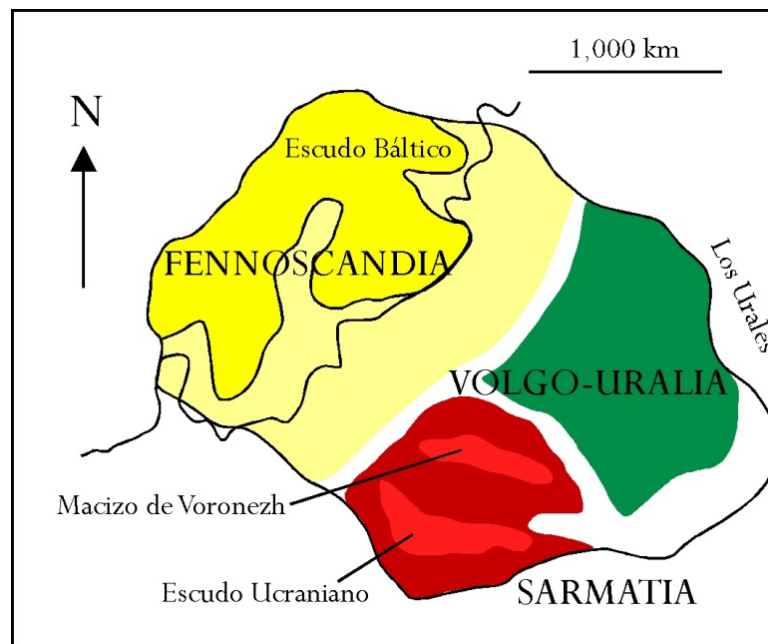 1,000 km
N
Escudo Báltico
FENNOSCANDIA
Los Urales
VOLGO-URALIA
Macizo de Voronezh
Escudo Ucraniano
SARMATIA